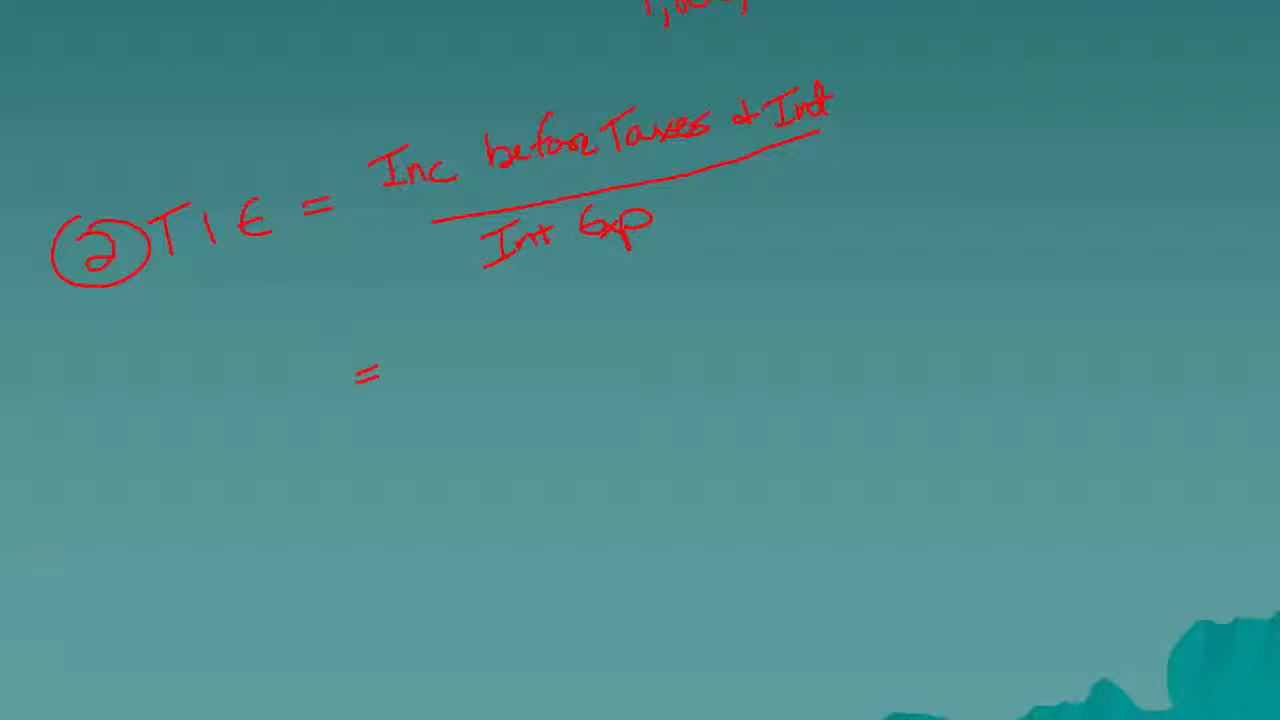 ② TIE = Inc before Taxes & Int
Int Exp
=